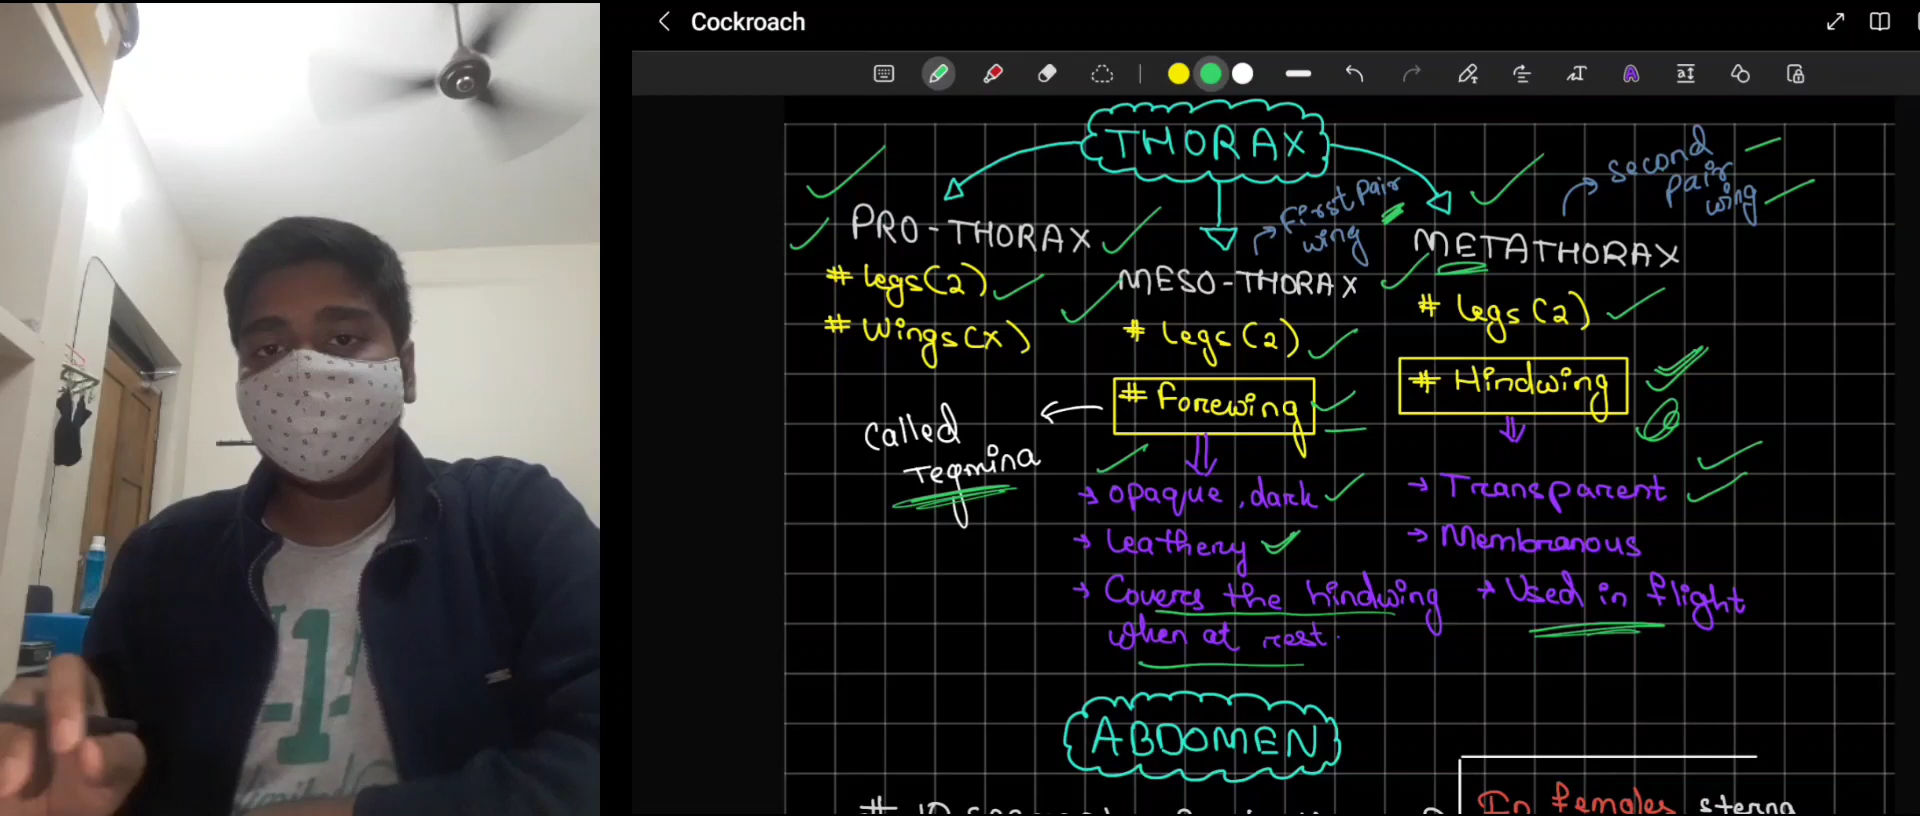 Cockroach
THORAX
second
pair
wing
First pair
wing
PRO-THORAX
# legs(2)
# Wings(x)
MESO-THORAX
# Legs(2)
# Forewing
METATHORAX
# Legs(2)
# Hindwing
Called
Tegmina
→ opaque, dark
→ Leathery
→ Covers the hindwing
when at rest.
→ Transparent
→ Membranous
→ Used in flight
ABDOMEN
In females sterna
1